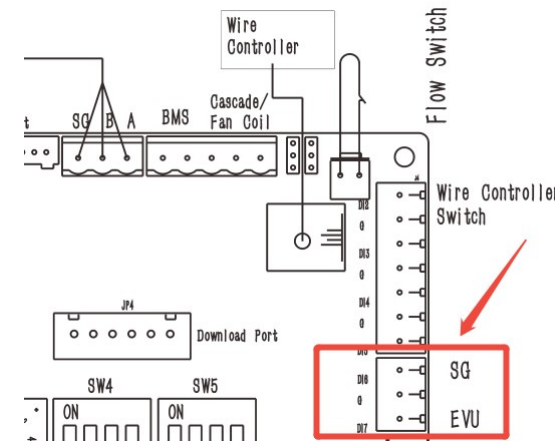 Wire
Controller
Flow Switch
SG B A
BMS
Cascade/
Fan Coil
Wire Controller
Switch
DI2
G
DI3
G
DI4
G
DI5
JP4
Download Port
SW4
SW5
ON
ON
DI6
G
DI7
SG
EVU